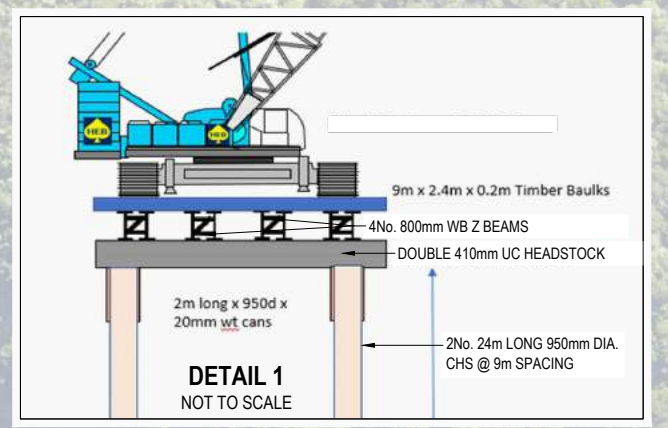 HEB
HEB
9m x 2.4m x 0.2m Timber Baulks
4No. 800mm WB Z BEAMS
DOUBLE 410mm UC HEADSTOCK
2m long x 950d x
20mm wt cans
2No. 24m LONG 950mm DIA.
CHS @ 9m SPACING
DETAIL 1
NOT TO SCALE